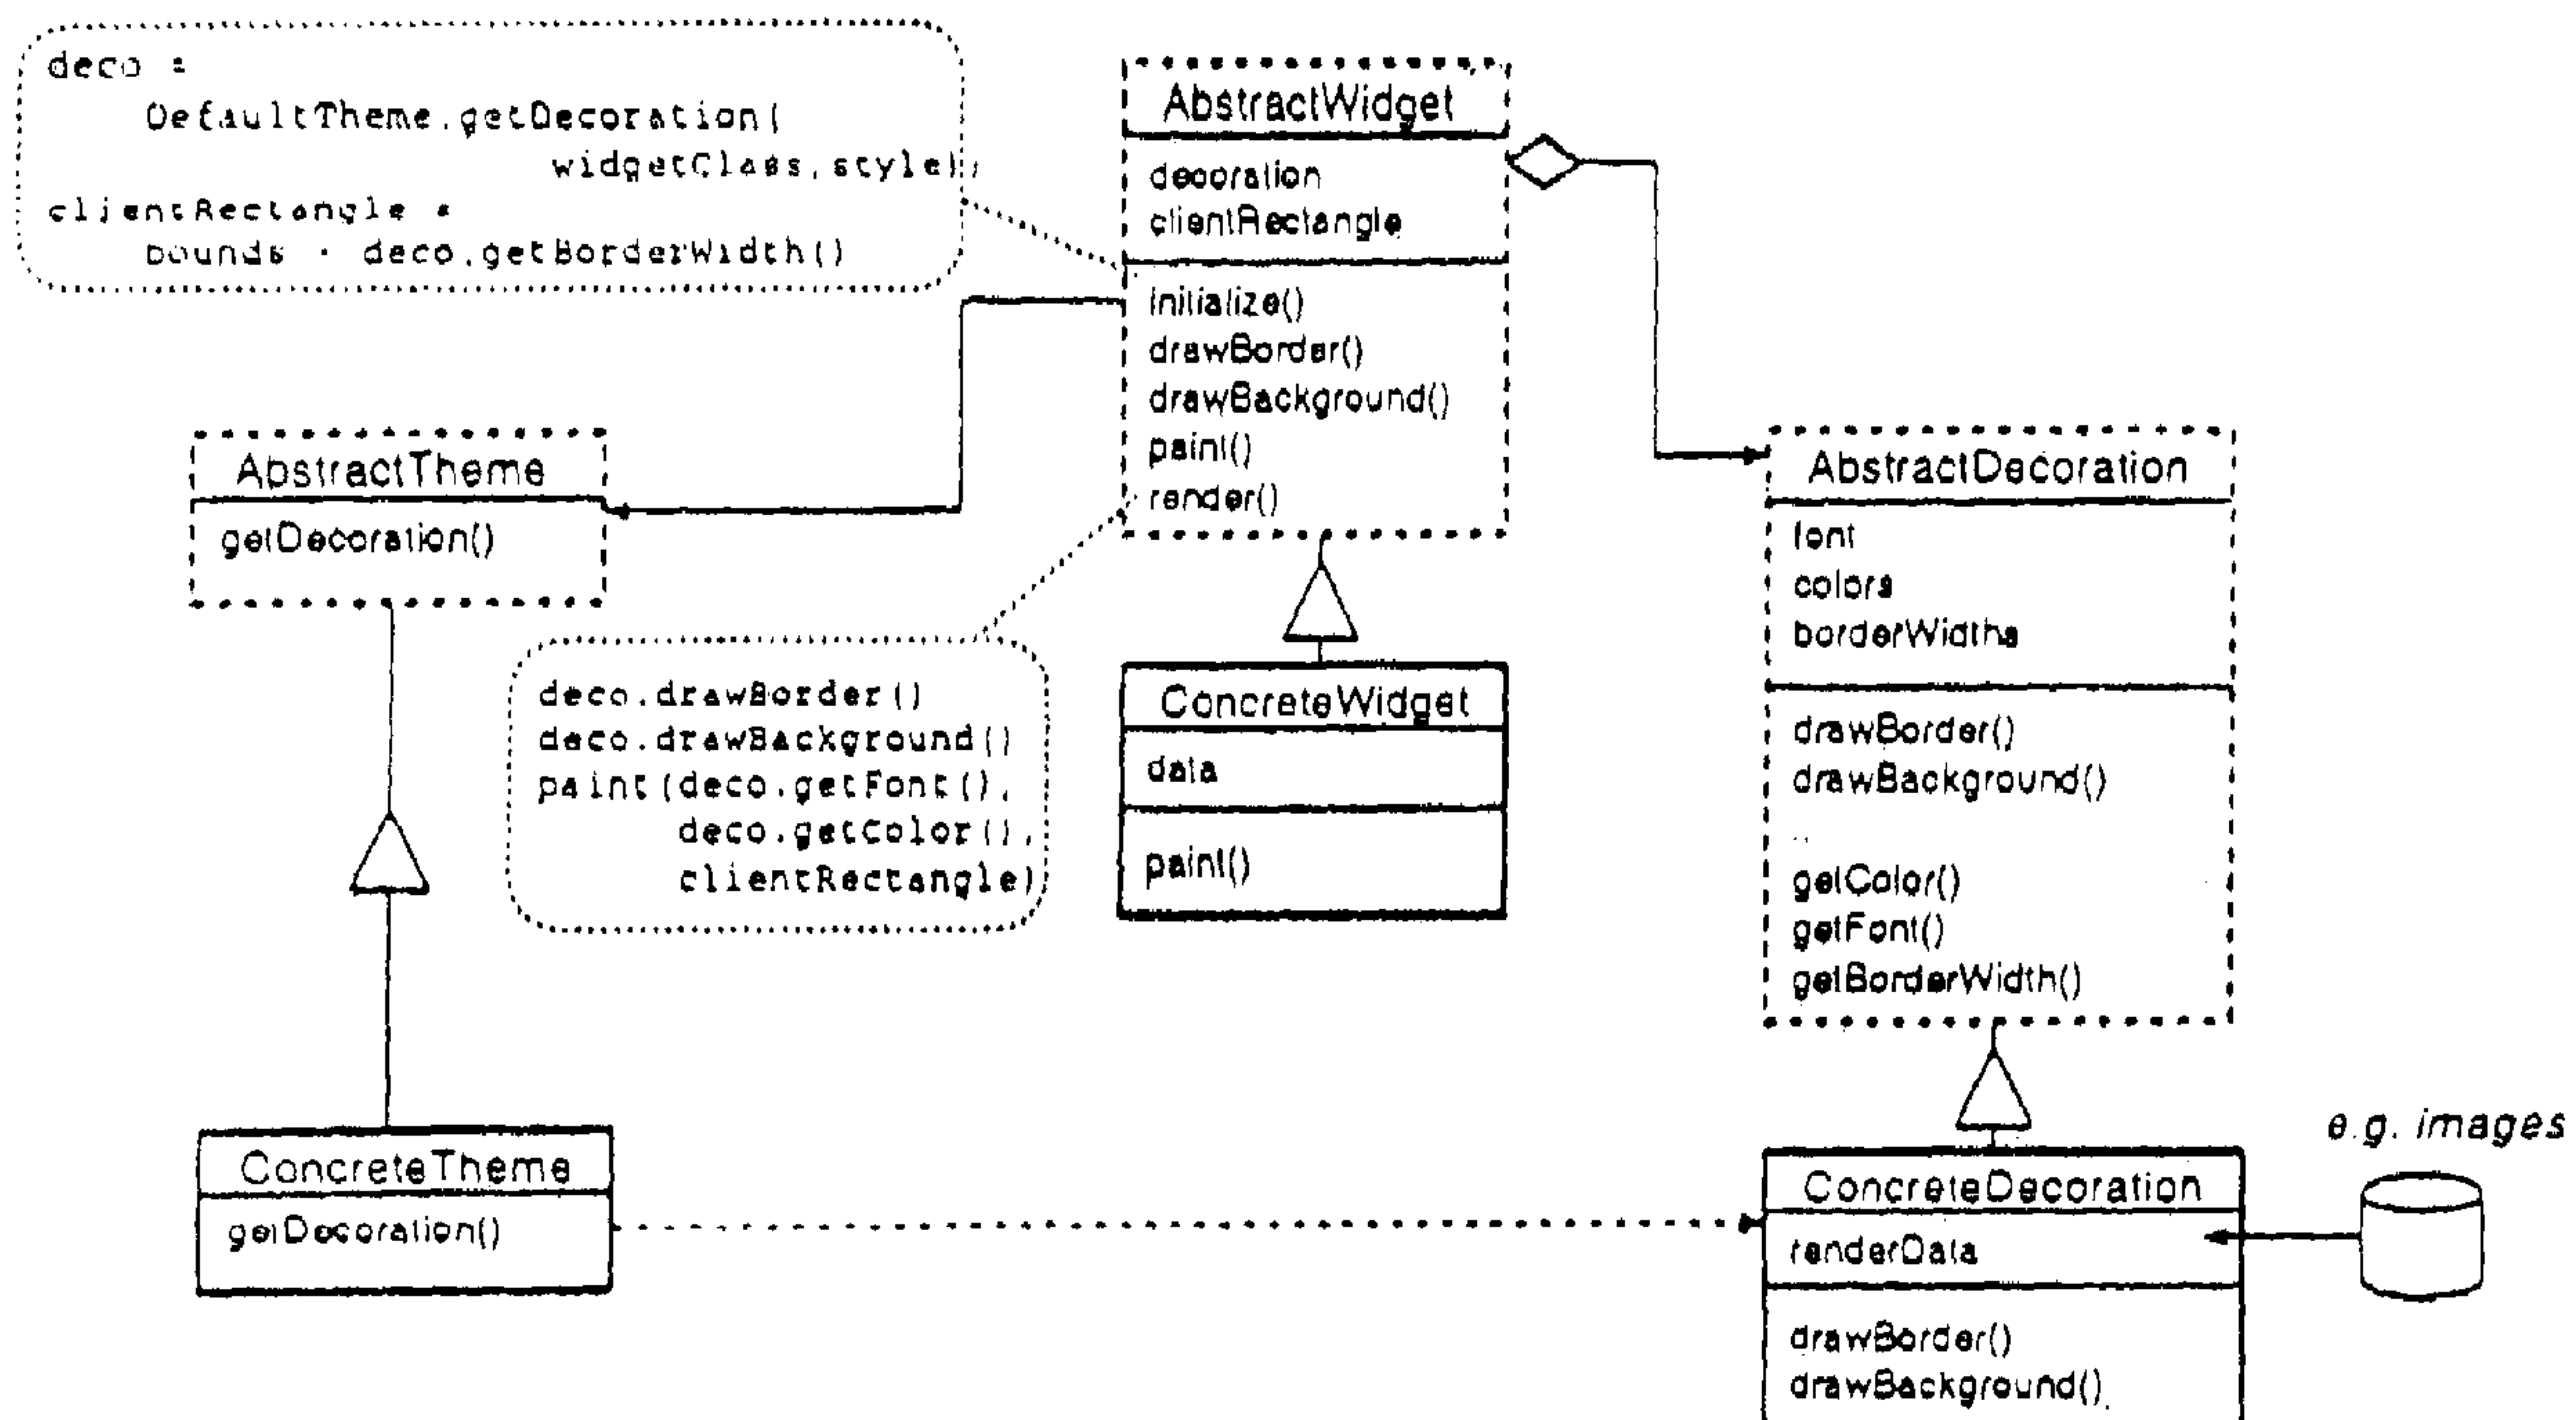 deco =
DefaultTheme.getDecoration(
widgetClass,style);
clientRectangle =
bounds - deco.getBorderWidth()
AbstractWidget
decoration
clientRectangle
initialize()
drawBorder()
drawBackground()
paint()
render()
AbstractTheme
getDecoration()
deco.drawBorder()
deco.drawBackground()
paint(deco.getFont(),
deco.getColor(),
clientRectangle)
ConcreteWidget
data
paint()
AbstractDecoration
font
colors
borderWidths
drawBorder()
drawBackground()
..
getColor()
getFont()
getBorderWidth()
ConcreteTheme
getDecoration()
ConcreteDecoration
renderData
drawBorder()
drawBackground()
e.g. images